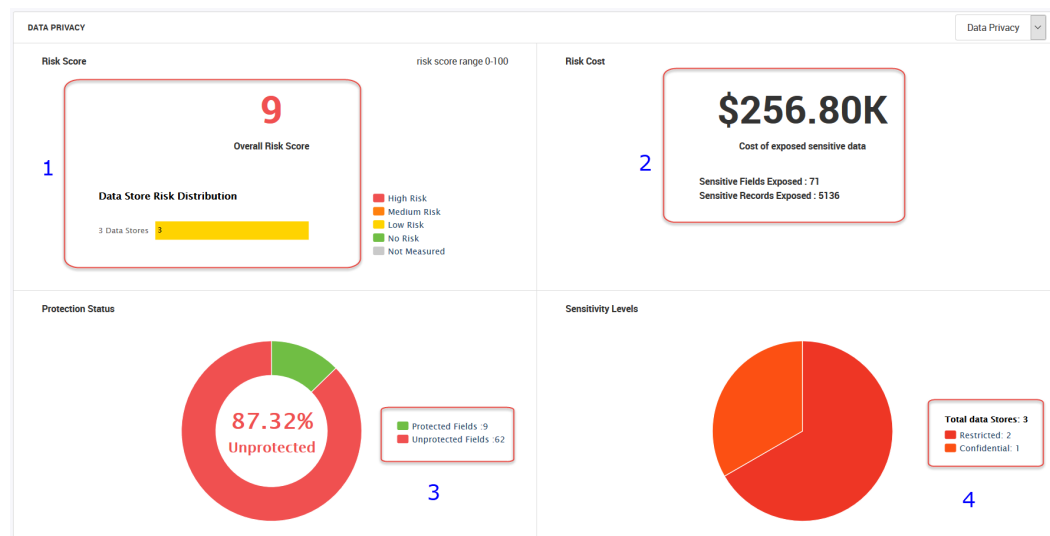 DATA PRIVACY
Data Privacy
Risk Score
risk score range 0-100
9
Overall Risk Score
1
Data Store Risk Distribution
3 Data Stores 3
High Risk
Medium Risk
Low Risk
No Risk
Not Measured
Risk Cost
$256.80K
Cost of exposed sensitive data
2
Sensitive Fields Exposed : 71
Sensitive Records Exposed : 5136
Protection Status
87.32%
Unprotected
Protected Fields :9
Unprotected Fields :62
3
Sensitivity Levels
Total data Stores: 3
Restricted: 2
Confidential: 1
4